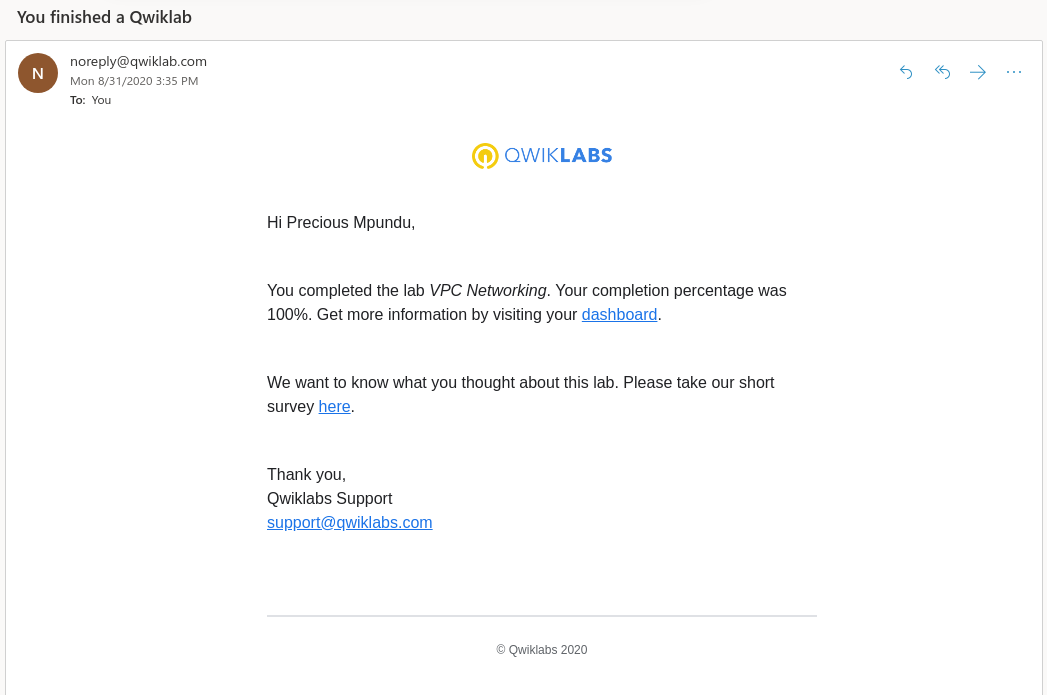 You finished a Qwiklab
N
noreply@qwiklab.com
Mon 8/31/2020 3:35 PM
To: You
QWIKLABS
Hi Precious Mpundu,
You completed the lab VPC Networking. Your completion percentage was
100%. Get more information by visiting your dashboard.
We want to know what you thought about this lab. Please take our short
survey here.
Thank you,
Qwiklabs Support
support@qwiklabs.com
© Qwiklabs 2020